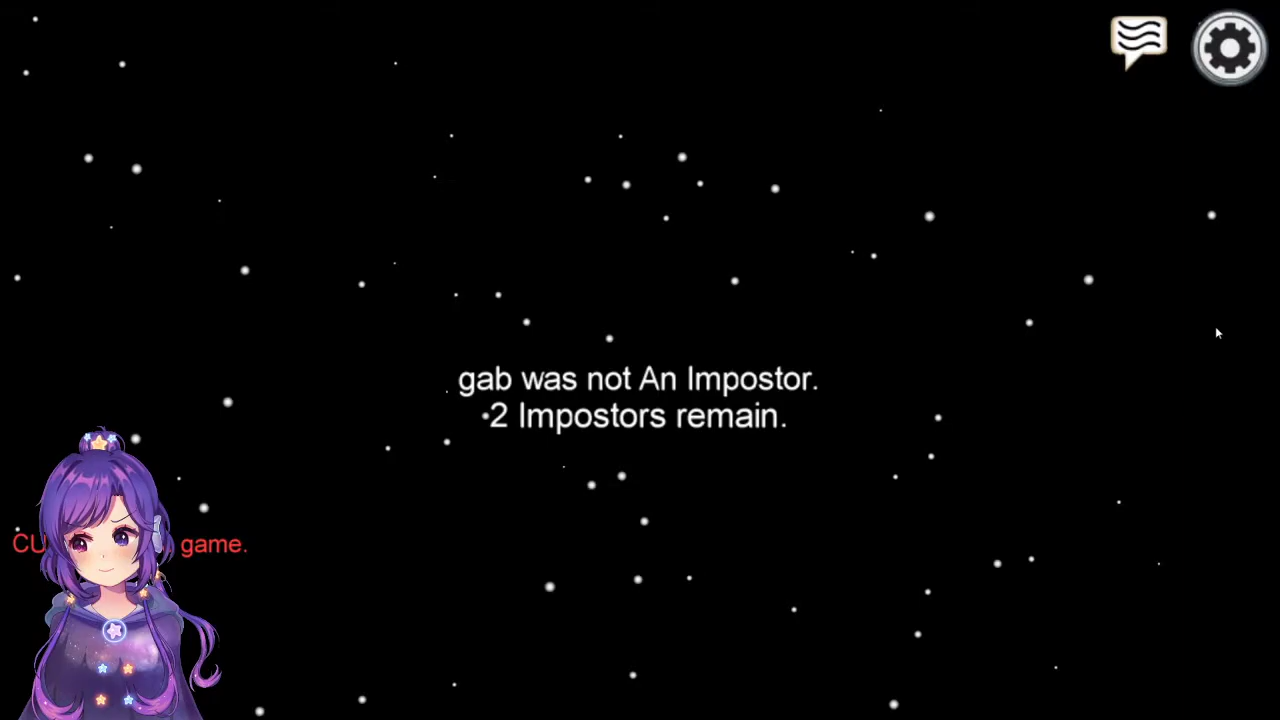 gab was not An Impostor.
2 Impostors remain.
game.